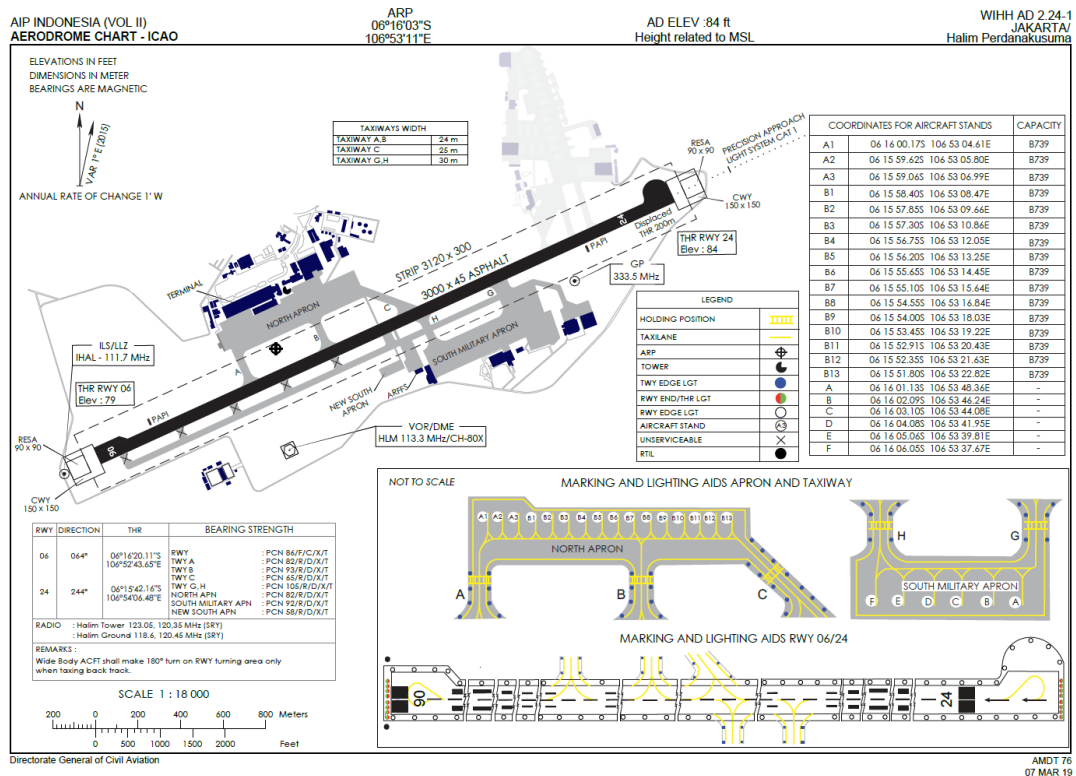 AIP INDONESIA (VOL II)
AERODROME CHART - ICAO
ARP
06°16'03"S
106°53'11"E
AD ELEV :84 ft
Height related to MSL
WIHH AD 2.24-1
JAKARTA/
Halim Perdanakusuma
ELEVATIONS IN FEET
DIMENSIONS IN METER
BEARINGS ARE MAGNETIC
N
VAR 1° E (2015)
ANNUAL RATE OF CHANGE 1' W
TAXIWAYS WIDTH
TAXIWAY A,B 24 m
TAXIWAY C 25 m
TAXIWAY G,H 30 m
RESA
90 x 90
PRECISION APPROACH
LIGHT SYSTEM CAT 1
CWY
150 x 150
24
Displaced
THR 200m
PAPI
THR RWY 24
Elev : 84
GP
333.5 MHz
STRIP 3120 x 300
3000 x 45 ASPHALT
TERMINAL
NORTH APRON
A
B
C
H
G
SOUTH MILITARY APRON
NEW SOUTH
APRON
ARFFS
ILS/LLZ
IHAL - 111.7 MHz
THR RWY 06
Elev : 79
PAPI
06
RESA
90 x 90
CWY
150 x 150
VOR/DME
HLM 113.3 MHz/CH-80X
COORDINATES FOR AIRCRAFT STANDS CAPACITY
A1 06 16 00.17S 106 53 04.61E B739
A2 06 15 59.62S 106 53 05.80E B739
A3 06 15 59.06S 106 53 06.99E B739
B1 06 15 58.40S 106 53 08.47E B739
B2 06 15 57.85S 106 53 09.66E B739
B3 06 15 57.30S 106 53 10.86E B739
B4 06 15 56.75S 106 53 12.05E B739
B5 06 15 56.20S 106 53 13.25E B739
B6 06 15 55.65S 106 53 14.45E B739
B7 06 15 55.10S 106 53 15.64E B739
B8 06 15 54.55S 106 53 16.84E B739
B9 06 15 54.00S 106 53 18.03E B739
B10 06 15 53.45S 106 53 19.22E B739
B11 06 15 52.91S 106 53 20.43E B739
B12 06 15 52.35S 106 53 21.63E B739
B13 06 15 51.80S 106 53 22.82E B739
A 06 16 01.13S 106 53 48.36E -
B 06 16 02.09S 106 53 46.24E -
C 06 16 03.10S 106 53 44.08E -
D 06 16 04.08S 106 53 41.95E -
E 06 16 05.06S 106 53 39.81E -
F 06 16 06.05S 106 53 37.67E -
LEGEND
HOLDING POSITION
TAXILANE
ARP
TOWER
TWY EDGE LGT
RWY END/THR LGT
RWY EDGE LGT
AIRCRAFT STAND A3
UNSERVICEABLE
RTIL
RWY DIRECTION THR BEARING STRENGTH
06 064° 06°16'20.11"S
106°52'43.65"E
24 244° 06°15'42.16"S
106°54'06.48"E
RWY : PCN 86/F/C/X/T
TWY A : PCN 82/R/D/X/T
TWY B : PCN 93/R/D/X/T
TWY C : PCN 65/R/D/X/T
TWY G, H : PCN 105/R/D/X/T
NORTH APN : PCN 82/R/D/X/T
SOUTH MILITARY APN : PCN 92/R/D/X/T
NEW SOUTH APN : PCN 58/R/D/X/T
RADIO : Halim Tower 123.05, 120,35 MHz (SRY)
: Halim Ground 118.6, 120.45 MHz (SRY)
REMARKS :
Wide Body ACFT shall make 180° turn on RWY turning area only
when taxing back track.
SCALE 1 : 18 000
200 0 200 400 600 800 Meters
0 500 1000 1500 2000 Feet
NOT TO SCALE
MARKING AND LIGHTING AIDS APRON AND TAXIWAY
A1 A2 A3 B1 B2 B3 B4 B5 B6 B7 B8 B9 B10 B11 B12 B13
NORTH APRON
A
B
C
H
G
SOUTH MILITARY APRON
F E D C B A
MARKING AND LIGHTING AIDS RWY 06/24
06
24
Directorate General of Civil Aviation
AMDT 76
07 MAR 19